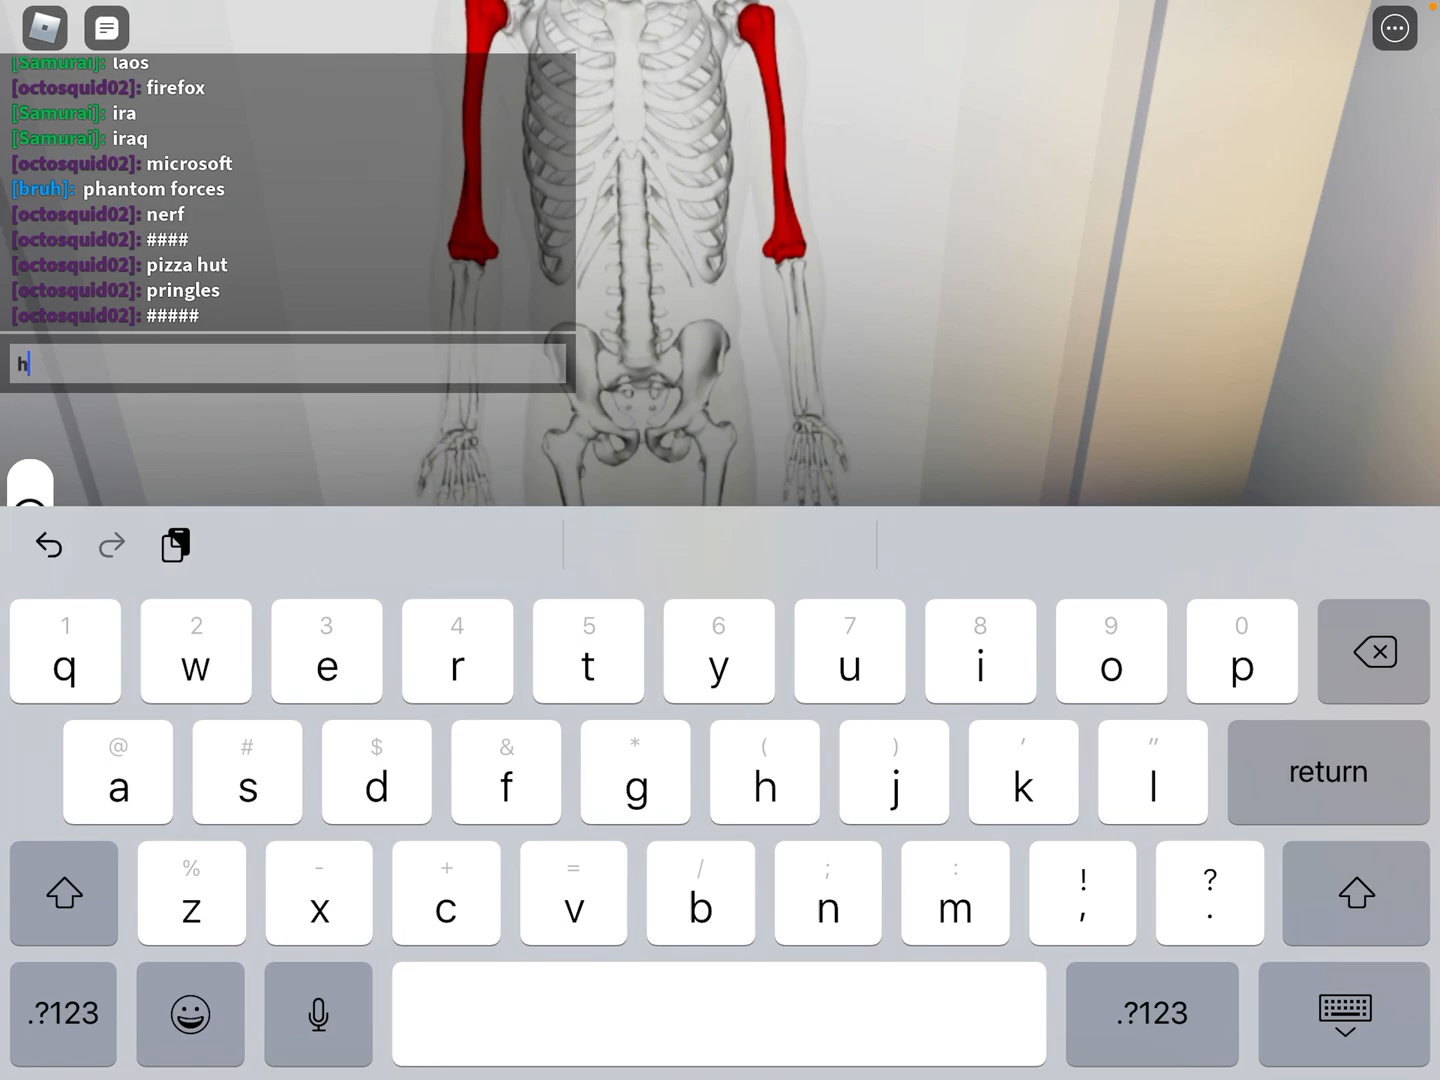 [Samurai]: laos
[octosquid02]: firefox
[Samurai]: ira
[Samurai]: iraq
[octosquid02]: microsoft
[bruh]: phantom forces
[octosquid02]: nerf
[octosquid02]: ####
[octosquid02]: pizza hut
[octosquid02]: pringles
[octosquid02]: #####
h
1 2 3 4 5 6 7 8 9 0
q w e r t y u i o p
@ # $ & * ( ) ' "
a s d f g h j k l return
% - + = / ; : ! ?
z x c v b n m , .
.?123 .?123